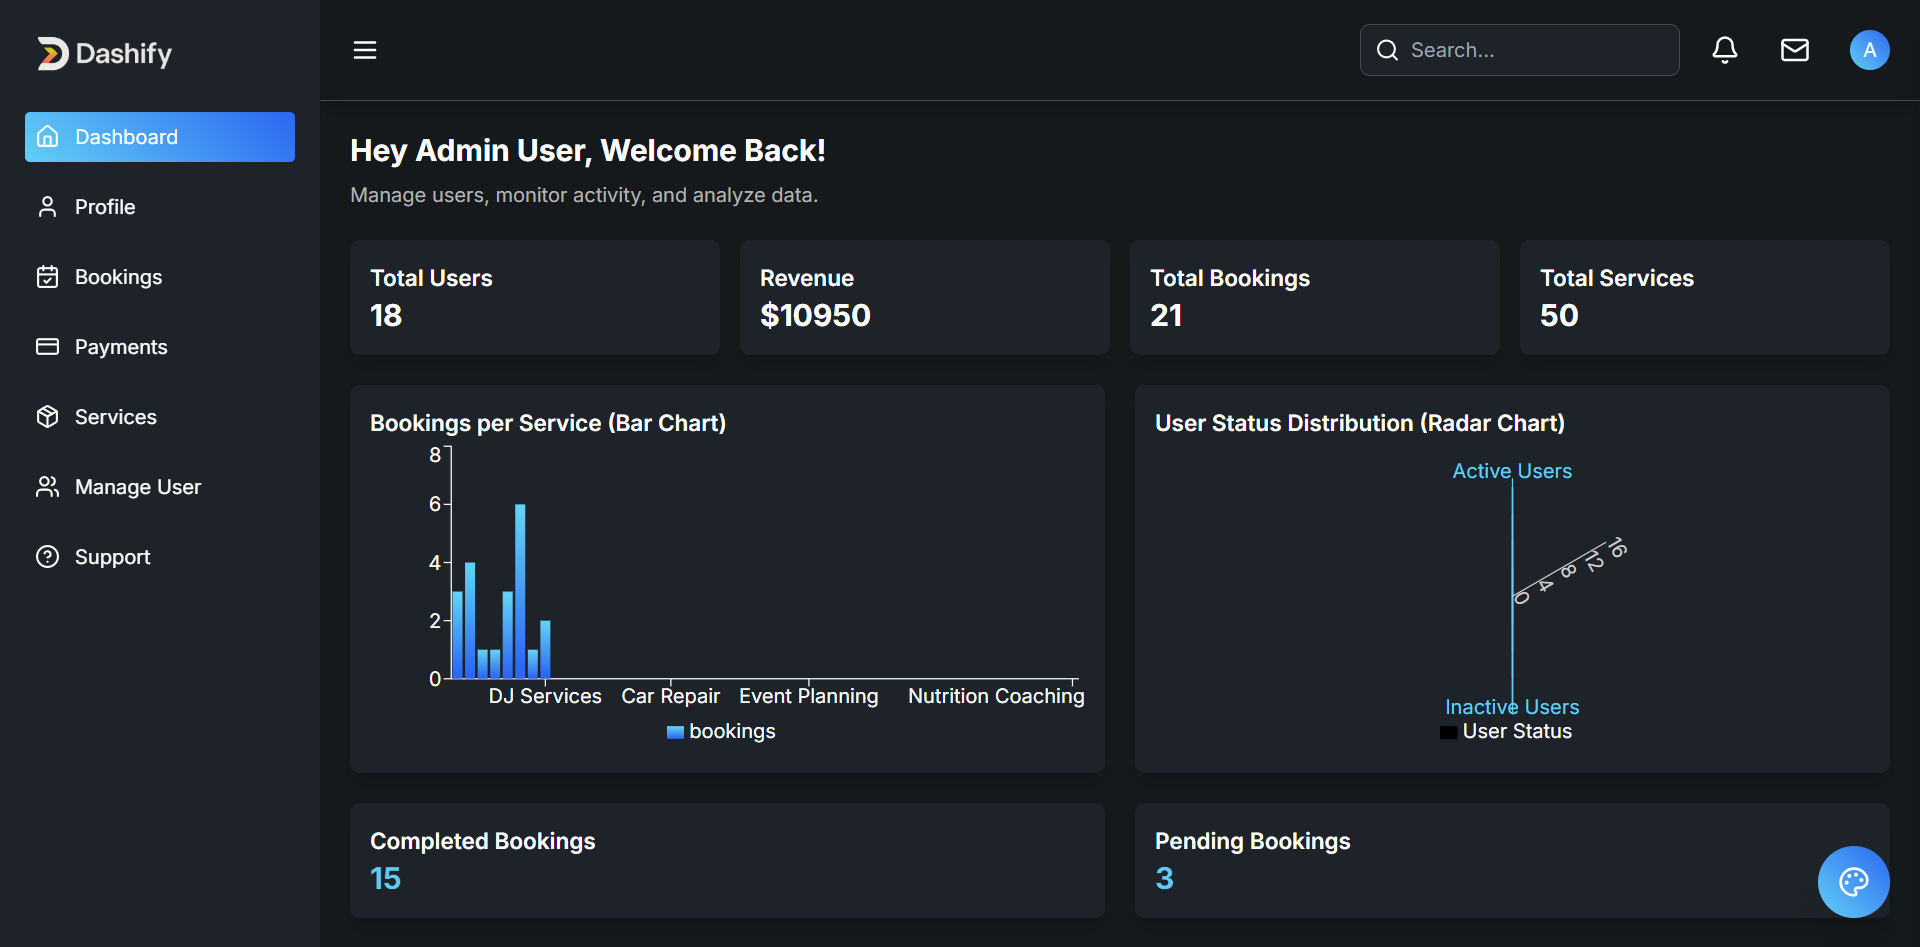 Dashify
Dashboard
Profile
Bookings
Payments
Services
Manage User
Support
Search...
A
Hey Admin User, Welcome Back!
Manage users, monitor activity, and analyze data.
Total Users
18
Revenue
$10950
Total Bookings
21
Total Services
50
Bookings per Service (Bar Chart)
8
6
4
2
0
DJ Services Car Repair Event Planning Nutrition Coaching
bookings
User Status Distribution (Radar Chart)
Active Users
0 4 8 12 16
Inactive Users
User Status
Completed Bookings
15
Pending Bookings
3